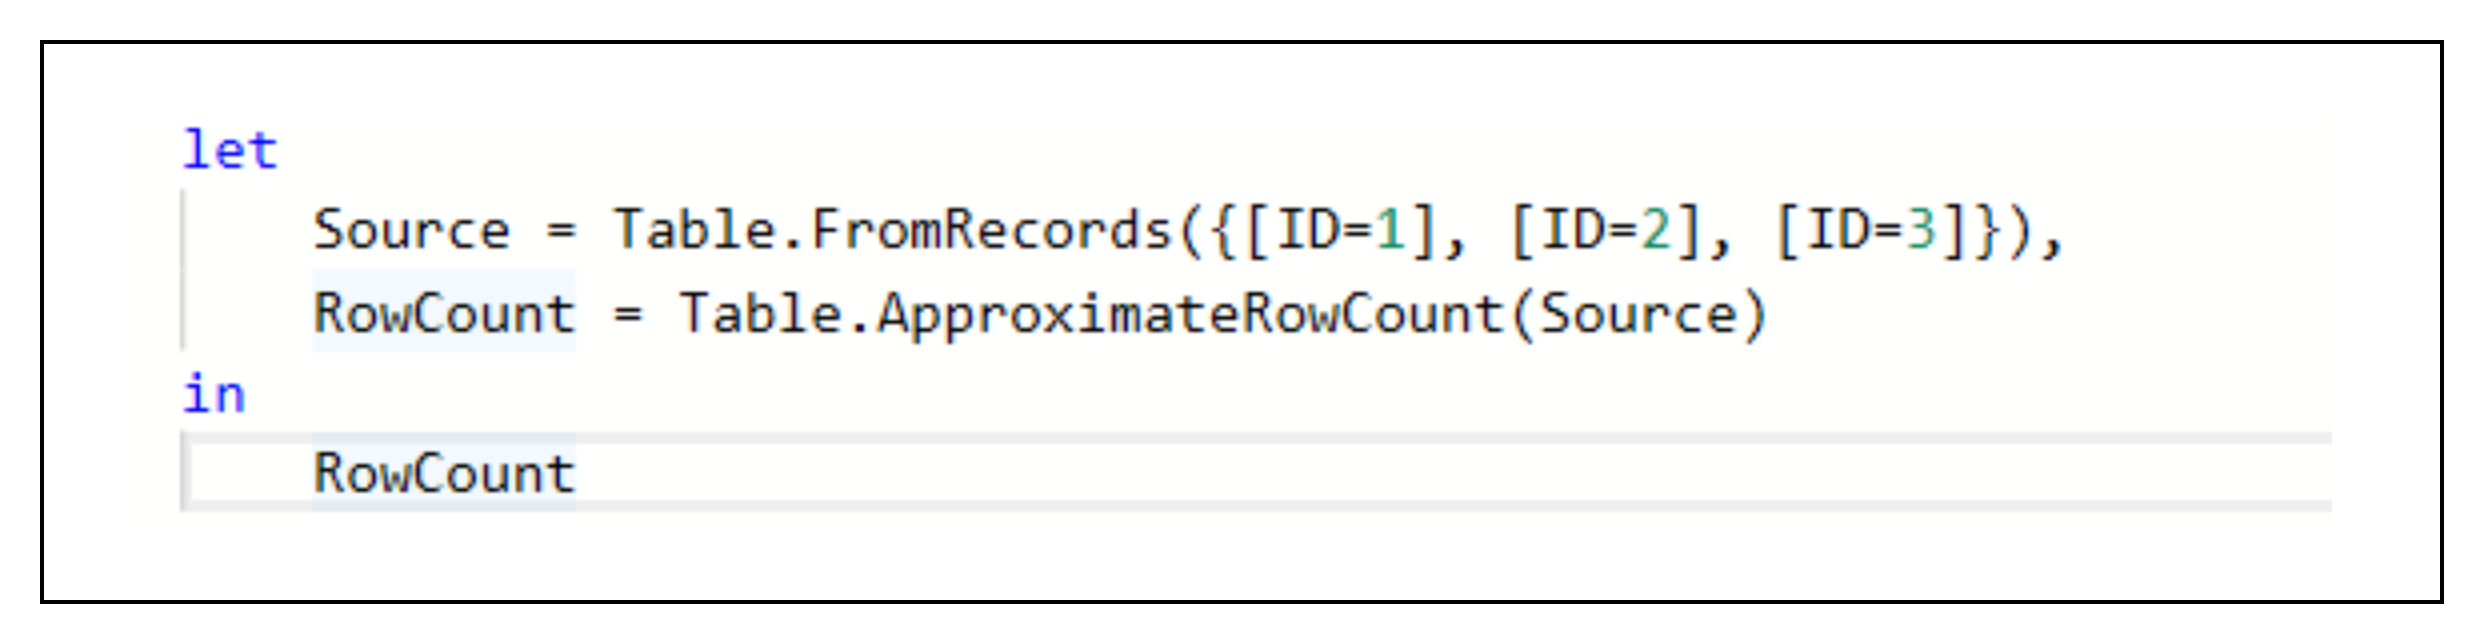 let
Source = Table.FromRecords({[ID=1], [ID=2], [ID=3]}),
RowCount = Table.ApproximateRowCount(Source)
in
RowCount